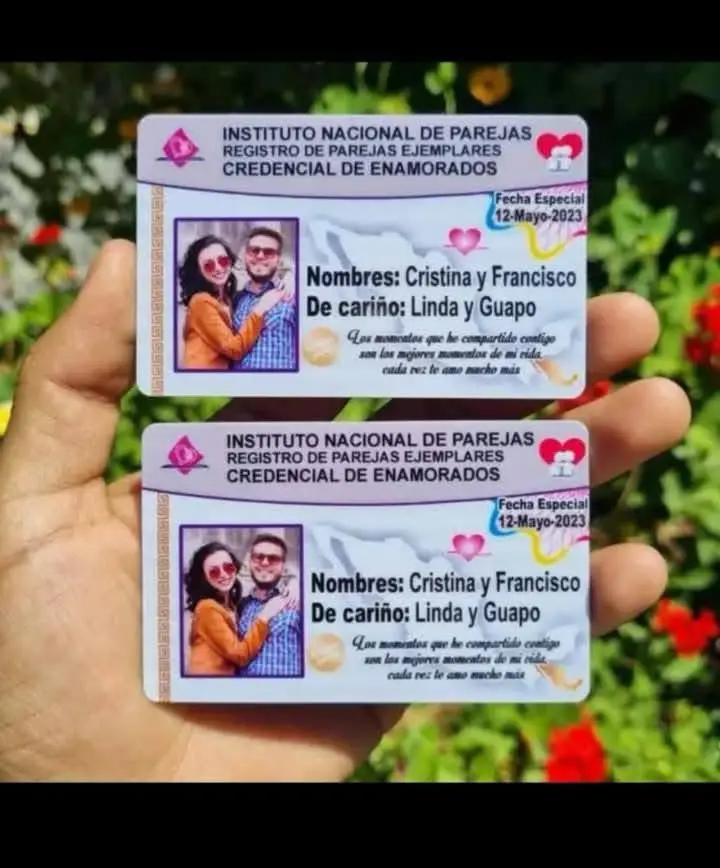 INSTITUTO NACIONAL DE PAREJAS
REGISTRO DE PAREJAS EJEMPLARES
CREDENCIAL DE ENAMORADOS
Fecha Especial
12-Mayo-2023
Nombres: Cristina y Francisco
De cariño: Linda y Guapo
Los momentos que he compartido contigo
son los mejores momentos de mi vida,
cada vez te amo mucho más
INSTITUTO NACIONAL DE PAREJAS
REGISTRO DE PAREJAS EJEMPLARES
CREDENCIAL DE ENAMORADOS
Fecha Especial
12-Mayo-2023
Nombres: Cristina y Francisco
De cariño: Linda y Guapo
Los momentos que he compartido contigo
son los mejores momentos de mi vida,
cada vez te amo mucho más